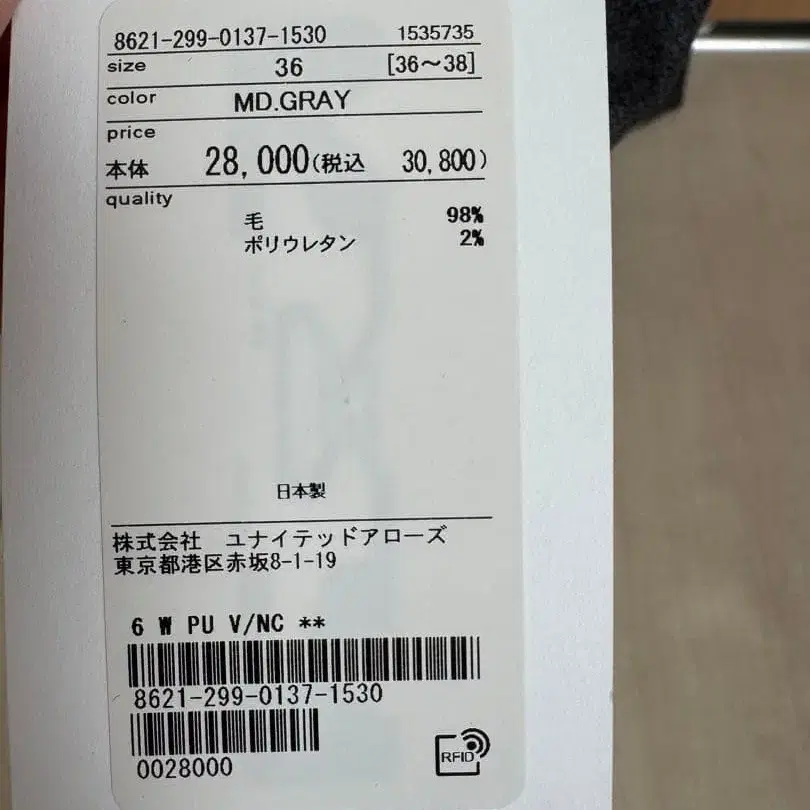 8621-299-0137-1530 1535735
size 36 [36～38]
color MD.GRAY
price
本体 28,000(税込 30,800)
quality
毛 98%
ポリウレタン 2%
日本製
株式会社 ユナイテッドアローズ
東京都港区赤坂8-1-19
6 W PU V/NC **
8621-299-0137-1530
0028000
RFID